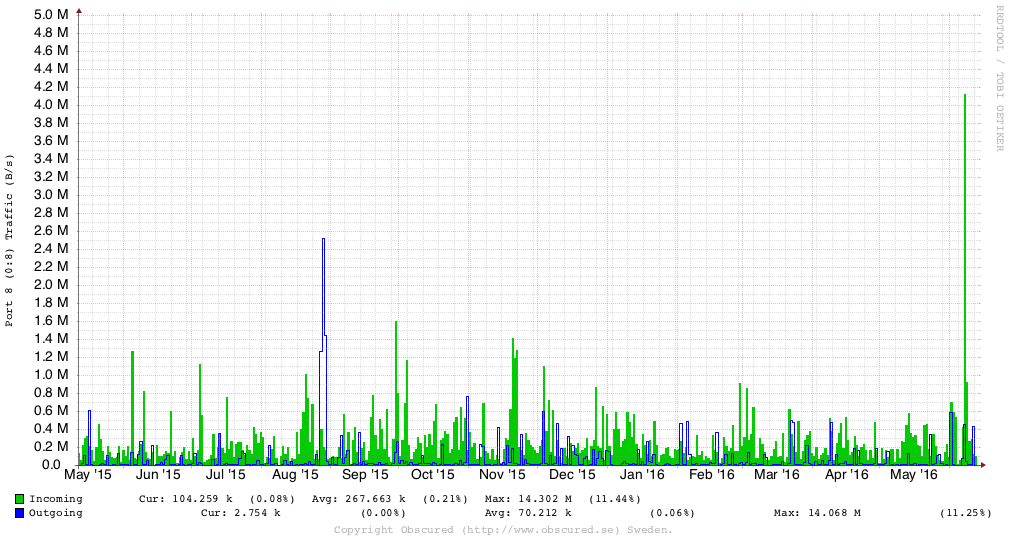 RRDTOOL / TOBI OETIKER
Port 8 (0:8) Traffic (B/s)
5.0 M
4.8 M
4.6 M
4.4 M
4.2 M
4.0 M
3.8 M
3.6 M
3.4 M
3.2 M
3.0 M
2.8 M
2.6 M
2.4 M
2.2 M
2.0 M
1.8 M
1.6 M
1.4 M
1.2 M
1.0 M
0.8 M
0.6 M
0.4 M
0.2 M
0.0
May '15 Jun '15 Jul '15 Aug '15 Sep '15 Oct '15 Nov '15 Dec '15 Jan '16 Feb '16 Mar '16 Apr '16 May'16
Incoming Cur: 104.259 k (0.08%) Avg: 267.663 k (0.21%) Max: 14.302 M (11.44%)
Outgoing Cur: 2.754 k (0.00%) Avg: 70.212 k (0.06%) Max: 14.068 M (11.25%)
Copyright Obscured (http://www.obscured.se) Sweden.